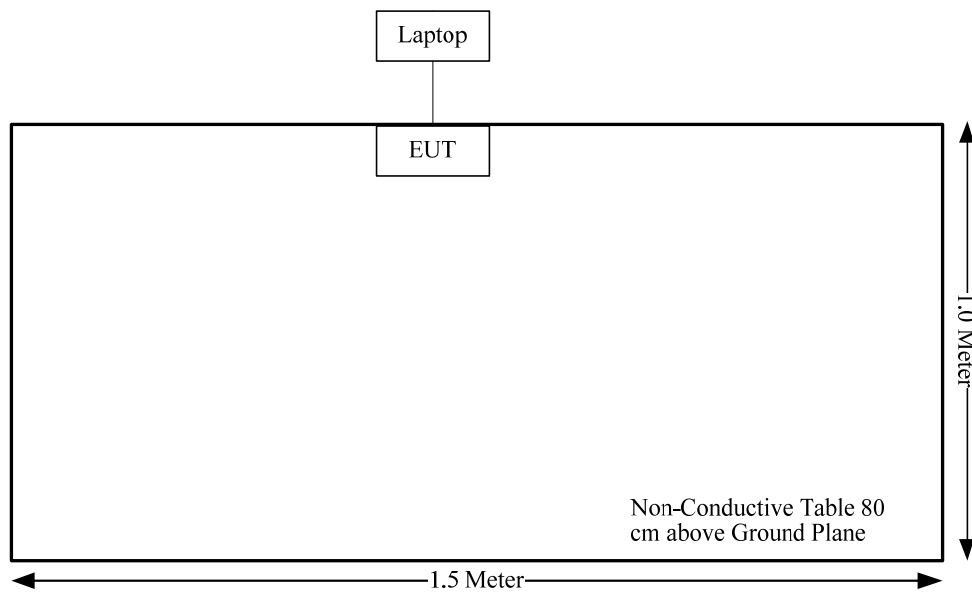 Laptop
EUT
1.0 Meter
Non-Conductive Table 80
cm above Ground Plane
1.5 Meter